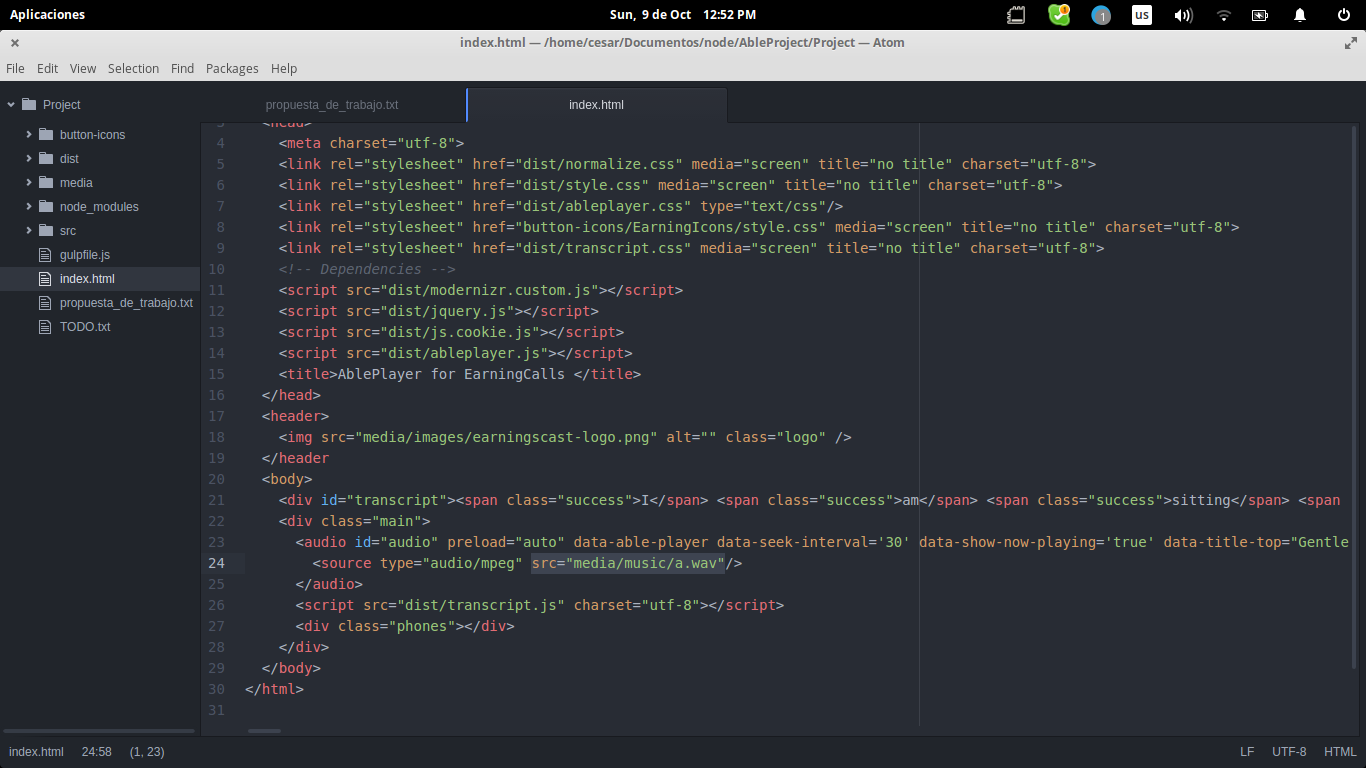 Aplicaciones
Sun, 9 de Oct 12:52 PM
1
us
index.html — /home/cesar/Documentos/node/AbleProject/Project — Atom
File Edit View Selection Find Packages Help
Project
button-icons
dist
media
node_modules
src
gulpfile.js
index.html
propuesta_de_trabajo.txt
TODO.txt
propuesta_de_trabajo.txt
index.html
3 <head>
4 <meta charset="utf-8">
5 <link rel="stylesheet" href="dist/normalize.css" media="screen" title="no title" charset="utf-8">
6 <link rel="stylesheet" href="dist/style.css" media="screen" title="no title" charset="utf-8">
7 <link rel="stylesheet" href="dist/ableplayer.css" type="text/css"/>
8 <link rel="stylesheet" href="button-icons/EarningIcons/style.css" media="screen" title="no title" charset="utf-8">
9 <link rel="stylesheet" href="dist/transcript.css" media="screen" title="no title" charset="utf-8">
10 <!-- Dependencies -->
11 <script src="dist/modernizr.custom.js"></script>
12 <script src="dist/jquery.js"></script>
13 <script src="dist/js.cookie.js"></script>
14 <script src="dist/ableplayer.js"></script>
15 <title>AblePlayer for EarningCalls </title>
16 </head>
17 <header>
18 <img src="media/images/earningscast-logo.png" alt="" class="logo" />
19 </header
20 <body>
21 <div id="transcript"><span class="success">I</span> <span class="success">am</span> <span class="success">sitting</span> <span
22 <div class="main">
23 <audio id="audio" preload="auto" data-able-player data-seek-interval='30' data-show-now-playing='true' data-title-top="Gentle
24 <source type="audio/mpeg" src="media/music/a.wav"/>
25 </audio>
26 <script src="dist/transcript.js" charset="utf-8"></script>
27 <div class="phones"></div>
28 </div>
29 </body>
30 </html>
31
index.html 24:58 (1, 23)
LF UTF-8 HTML